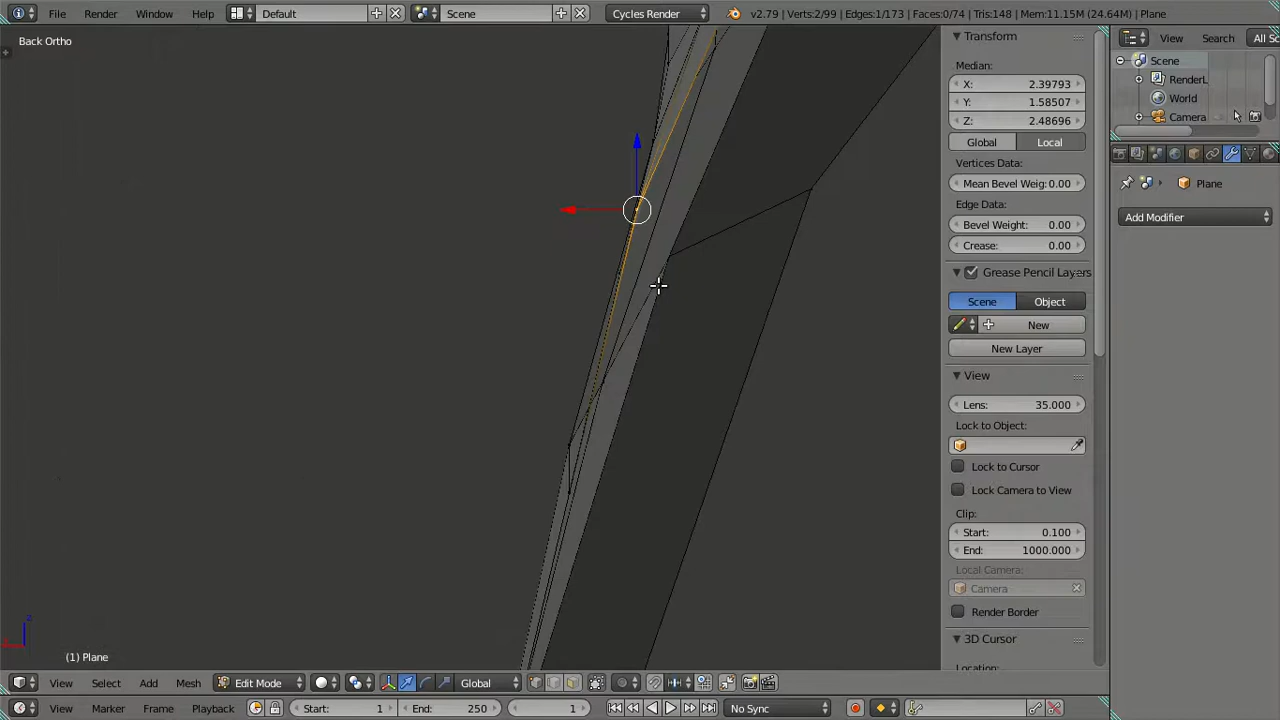 File Render Window Help Default Scene Cycles Render v2.79 | Verts:2/99 | Edges:1/173 | Faces:0/74 | Tris:148 | Mem:11.15M (24.64M) | Plane
Back Ortho
Transform
Median:
X: 2.39793
Y: 1.58507
Z: 2.48696
Global Local
Vertices Data:
Mean Bevel Weig: 0.00
Edge Data:
Bevel Weight: 0.00
Crease: 0.00
Grease Pencil Layers
Scene Object
New
New Layer
View
Lens: 35.000
Lock to Object:
Lock to Cursor
Lock Camera to View
Clip:
Start: 0.100
End: 1000.000
Local Camera:
Camera
Render Border
3D Cursor
Location:
View Search All Sc
Scene
RenderL
World
Camera
Plane
Add Modifier
z
(1) Plane
View Select Add Mesh Edit Mode Global
View Marker Frame Playback Start: 1 End: 250 1 No Sync